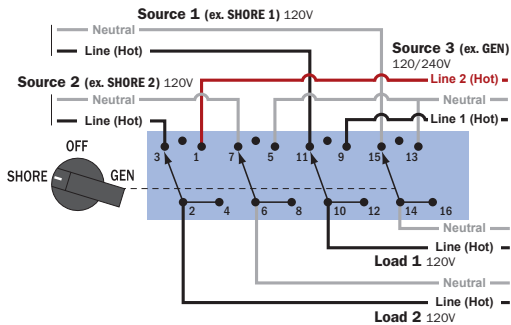 Source 1 (ex. SHORE 1) 120V
Neutral
Line (Hot)
Source 3 (ex. GEN)
120/240V
Line 2 (Hot)
Source 2 (ex. SHORE 2) 120V
Neutral
Neutral
Line (Hot)
Line 1 (Hot)
OFF
SHORE
GEN
3 1 7 5 11 9 15 13
2 4 6 8 10 12 14 16
Neutral
Line (Hot)
Load 1 120V
Neutral
Line (Hot)
Load 2 120V